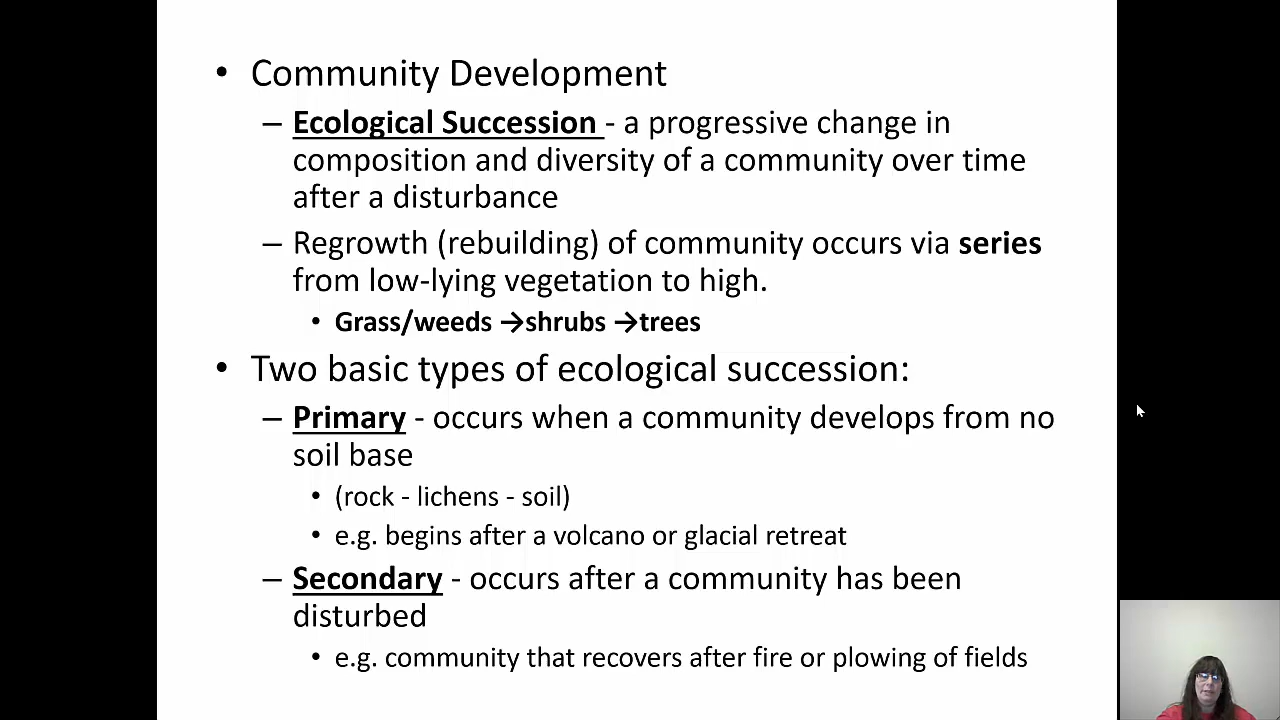 • Community Development
– Ecological Succession - a progressive change in
composition and diversity of a community over time
after a disturbance
– Regrowth (rebuilding) of community occurs via series
from low-lying vegetation to high.
• Grass/weeds →shrubs →trees
• Two basic types of ecological succession:
– Primary - occurs when a community develops from no
soil base
• (rock - lichens - soil)
• e.g. begins after a volcano or glacial retreat
– Secondary - occurs after a community has been
disturbed
• e.g. community that recovers after fire or plowing of fields